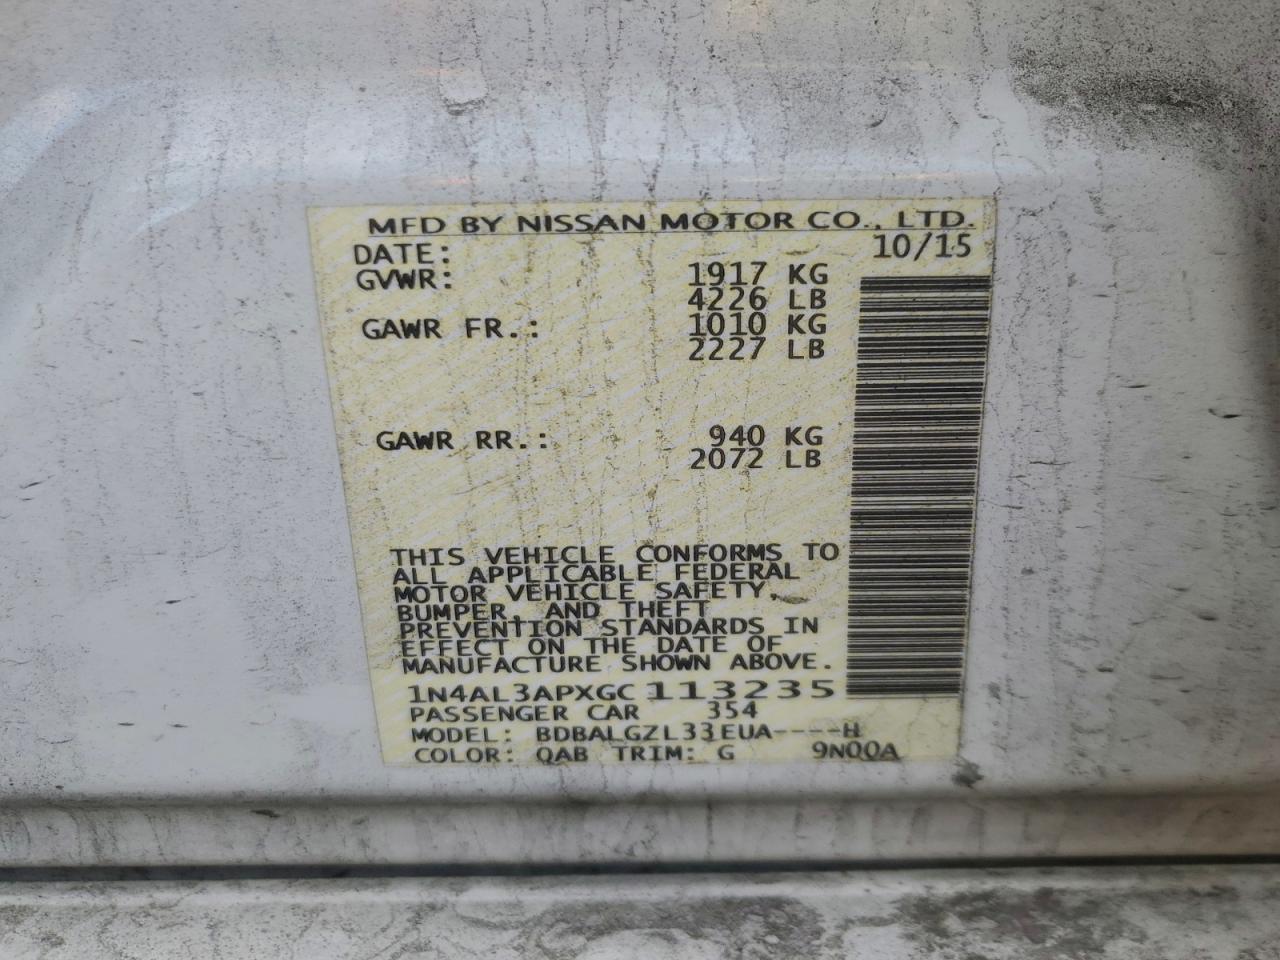 MFD BY NISSAN MOTOR CO., LTD.
DATE: 10/15
GVWR: 1917 KG
4226 LB
GAWR FR.: 1010 KG
2227 LB
GAWR RR.: 940 KG
2072 LB
THIS VEHICLE CONFORMS TO
ALL APPLICABLE FEDERAL
MOTOR VEHICLE SAFETY,
BUMPER, AND THEFT
PREVENTION STANDARDS IN
EFFECT ON THE DATE OF
MANUFACTURE SHOWN ABOVE.
1N4AL3APXGC113235
PASSENGER CAR 354
MODEL: BDBALGZL33EUA----H
COLOR: QAB TRIM: G 9N00A